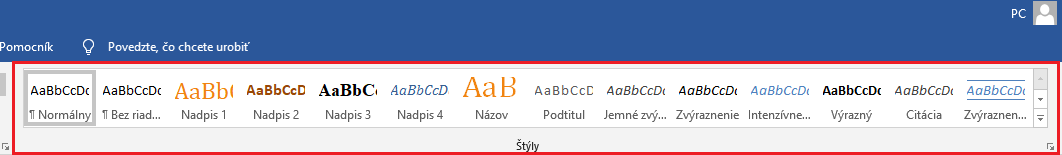 PC
Pomocník Povedzte, čo chcete urobiť
AaBbCcDc AaBbCcDc AaBbC AaBbCcD AaBbCc AaBbCcD AaB AaBbCcD AaBbCcDc AaBbCcDc AaBbCcDc AaBbCcDc AaBbCcDc AaBbCcDc
¶ Normálny ¶ Bez riad... Nadpis 1 Nadpis 2 Nadpis 3 Nadpis 4 Názov Podtitul Jemné zvý... Zvýraznenie Intenzívne... Výrazný Citácia Zvýraznen...
Štýly